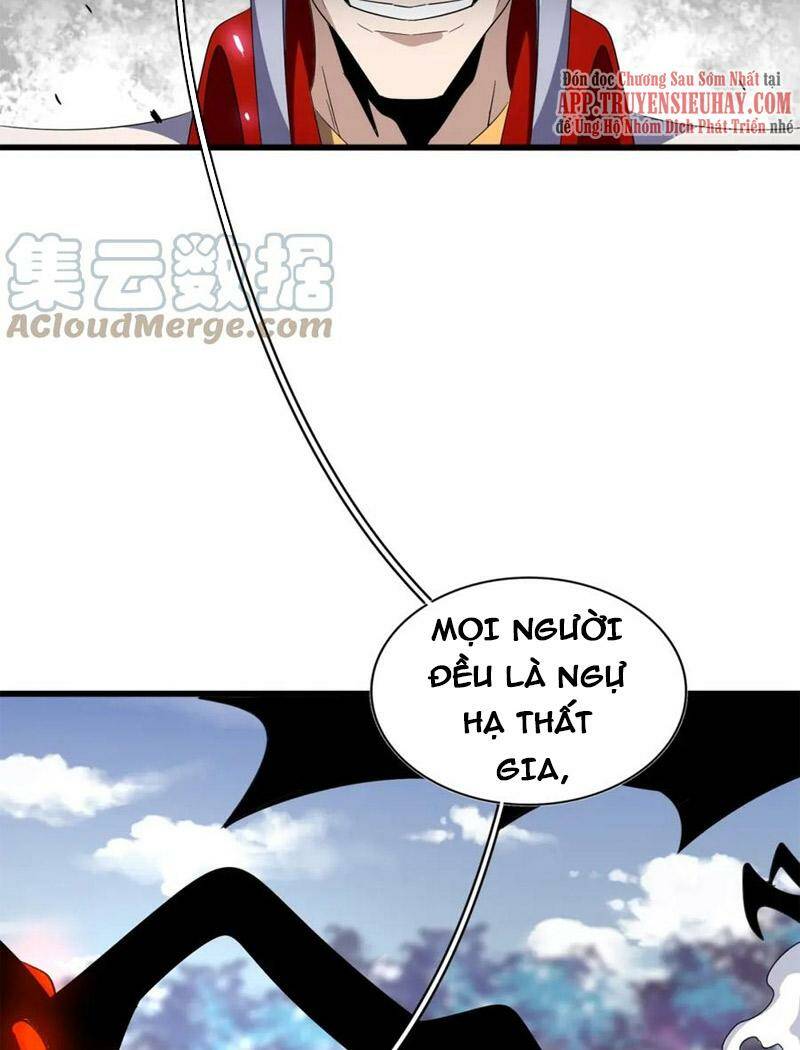 Đón đọc Chương Sau Sớm Nhất tại
APP.TRUYENSIEUHAY.COM
để Ủng Hộ Nhóm Dịch Phát Triển nhé
集云数据
ACloudMerge.com
MỌI NGƯỜI
ĐỀU LÀ NGỰ
HẠ THẤT
GIA,